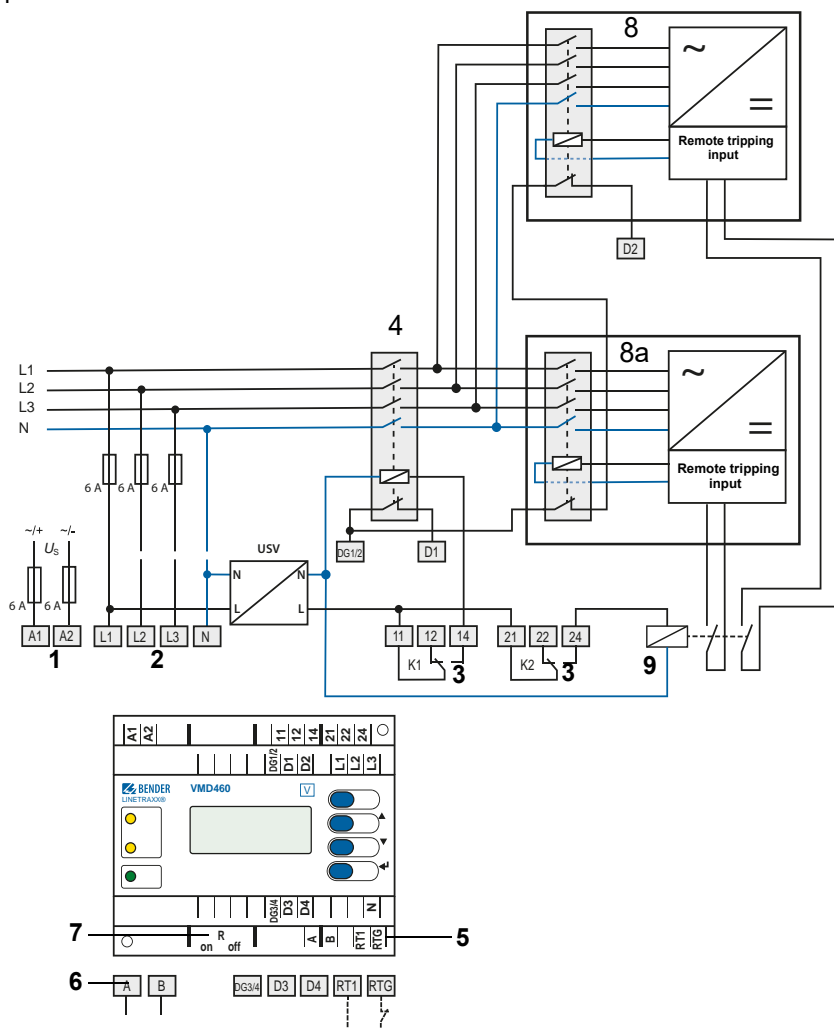 8
~
=
Remote tripping
input
D2
4
8a
~
=
Remote tripping
input
L1
L2
L3
N
6 A
6 A
6 A
~/+
~/-
US
6 A
6 A
USV
N
N
L
L
DG1/2
D1
A1
A2
L1
L2
L3
N
11
12
14
21
22
24
K1
K2
1
2
3
3
9
A1
A2
11
12
14
21
22
24
DG1/2
D1
D2
L1
L2
L3
BENDER
LINETRAXX®
VMD460
V
DG3/4
D3
D4
N
7
R
on off
A
B
RT1
RTG
5
6
A
B
DG3/4
D3
D4
RT1
RTG